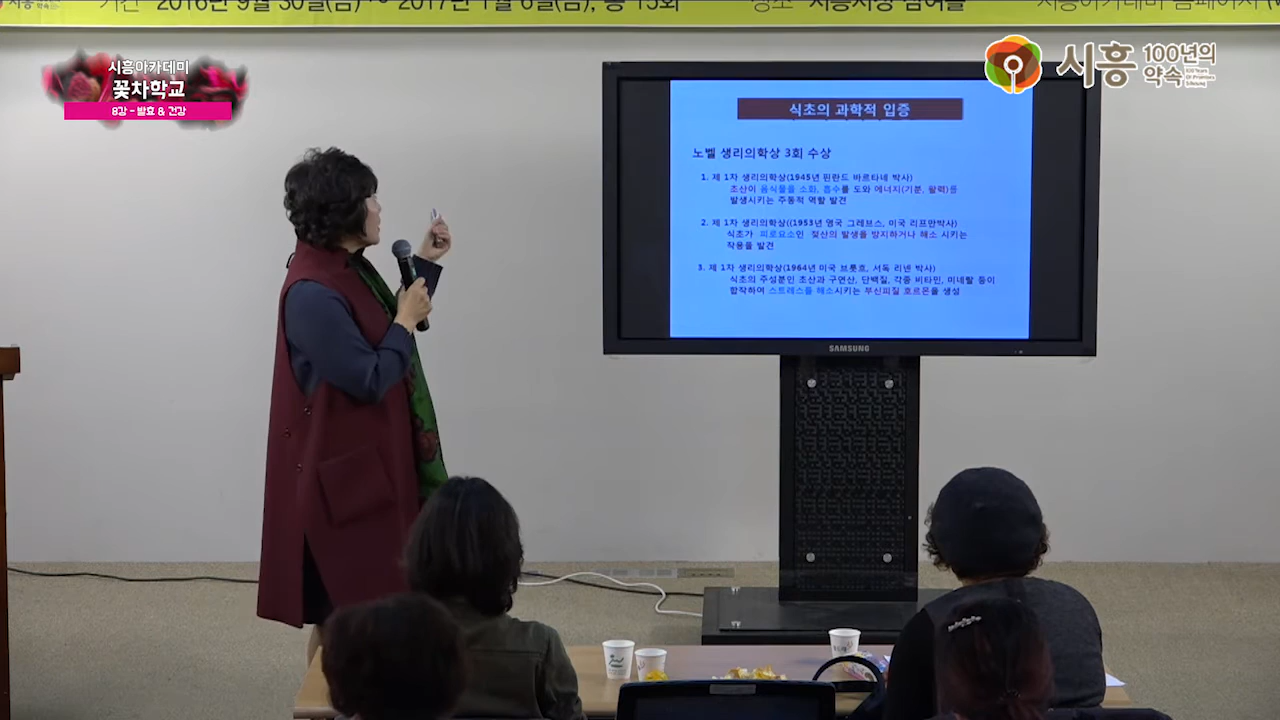 2016년 9월 30일(금) ~ 2017년 1월 6일(금), 총 15회
시흥아카데미
꽃차학교
8강 - 발효 & 건강
시흥 100년의
약속
식초의 과학적 입증
노벨 생리의학상 3회 수상
1. 제 1차 생리의학상(1945년 핀란드 바르타네 박사)
초산이 음식물을 소화, 흡수를 도와 에너지(기분, 활력)를
발생시키는 주동적 역할 발견
2. 제 1차 생리의학상((1953년 영국 그레브스, 미국 리프만박사)
식초가 피로요소인 젖산의 발생을 방지하거나 해소 시키는
작용을 발견
3. 제 1차 생리의학상(1964년 미국 브롯흐, 서독 리넨 박사)
식초의 주성분인 초산과 구연산, 단백질, 각종 비타민, 미네랄 등이
합작하여 스트레스를 해소시키는 부신피질 호르몬을 생성
SAMSUNG